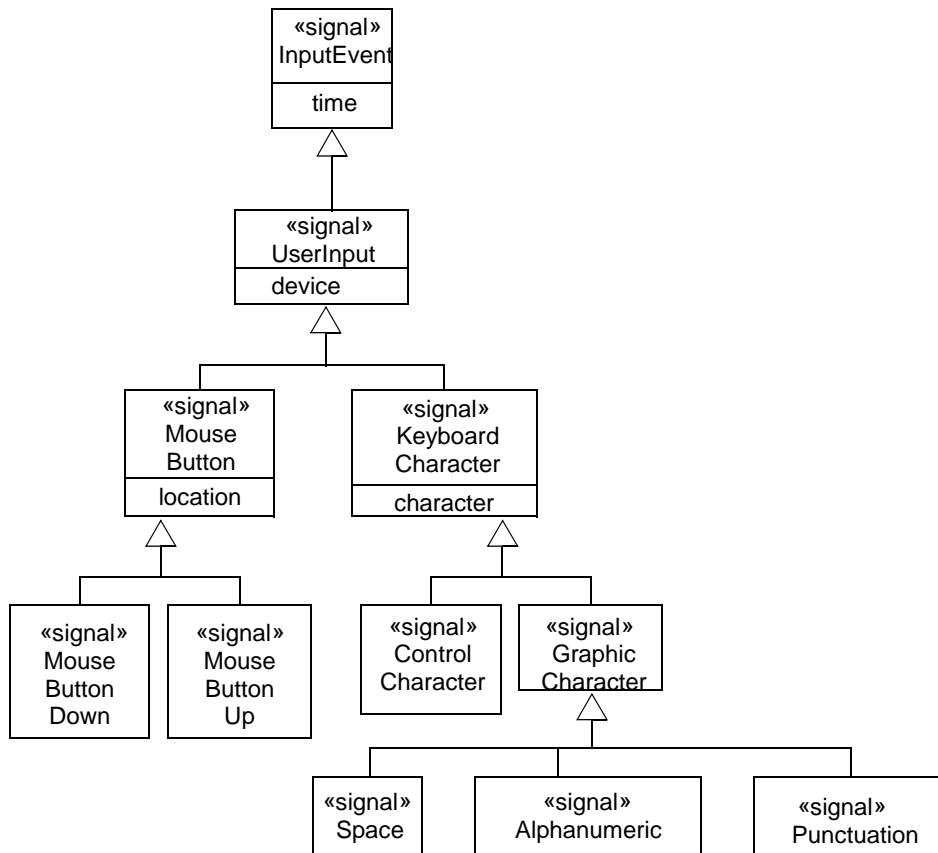 «signal»
InputEvent
time
«signal»
UserInput
device
«signal»
Mouse
Button
location
«signal»
Keyboard
Character
character
«signal»
Mouse
Button
Down
«signal»
Mouse
Button
Up
«signal»
Control
Character
«signal»
Graphic
Character
«signal»
Space
«signal»
Alphanumeric
«signal»
Punctuation